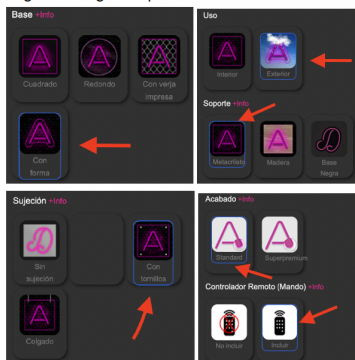 Base +Info
Cuadrado
Redondo
Con verja
impresa
Con
forma
Uso
Interior
Exterior
Soporte +Info
Metacrilato
Madara
Base
Negra
Sujeción +Info
Sin
sujeción
Con
tornillos
Colgado
Acabado +Info
Standard
Superpremium
Controlador Remoto (Mando) +Info
No incluir
Incluir